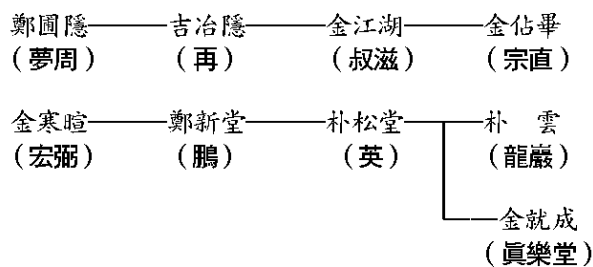 鄭圃隱 吉冶隱 金江湖 金佔畢
(夢周) (再) (叔滋) (宗直)
金寒暄 鄭新堂 朴松堂 朴 雲
(宏弼) (鵬) (英) (龍巖)
金就成
(眞樂堂)